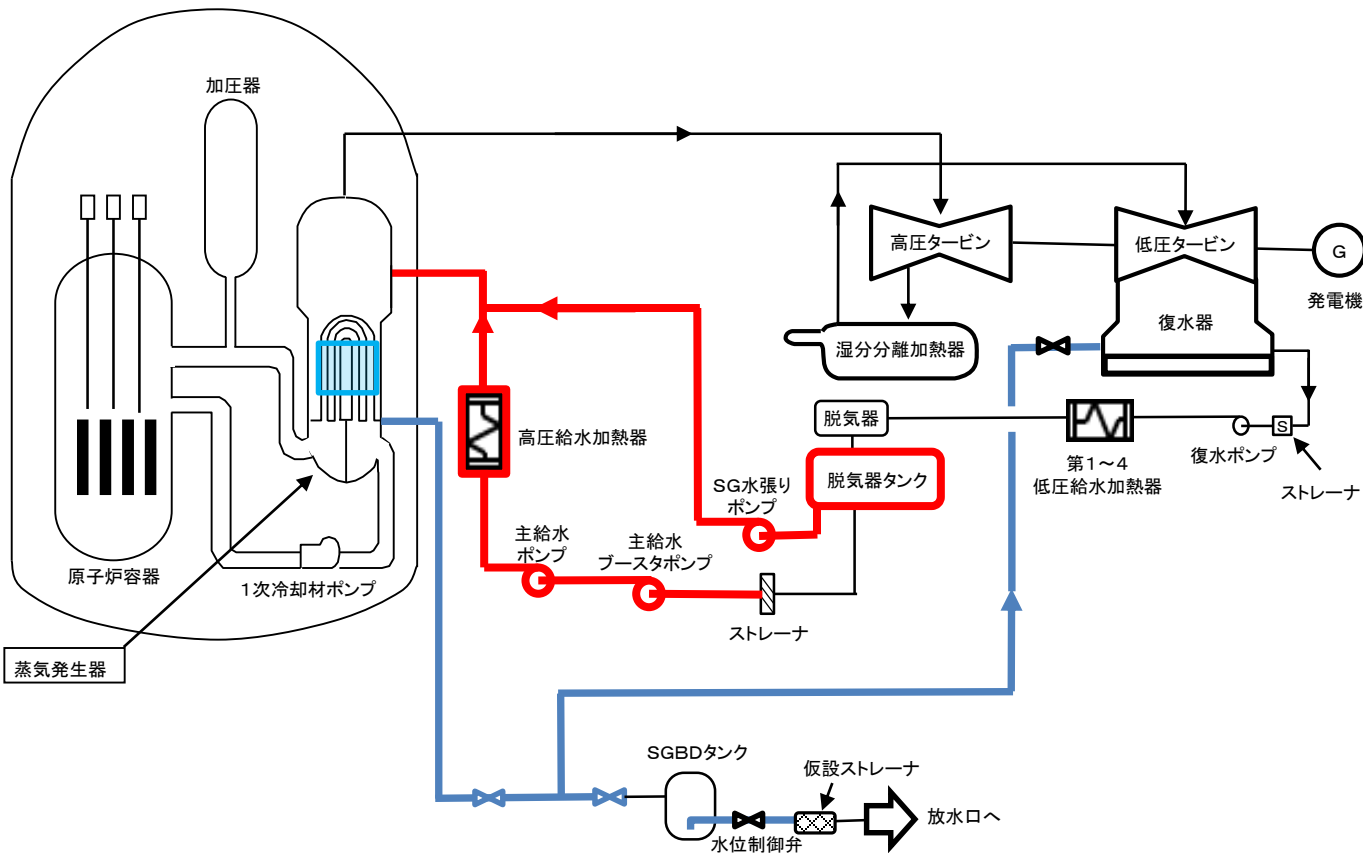 加圧器
高圧タービン
低圧タービン
G
発電機
復水器
湿分分離加熱器
脱気器
高圧給水加熱器
第1～4
低圧給水加熱器
復水ポンプ
S
ストレーナ
脱気器タンク
SG水張り
ポンプ
主給水
ポンプ
主給水
ブースタポンプ
ストレーナ
原子炉容器
1次冷却材ポンプ
蒸気発生器
SGBDタンク
仮設ストレーナ
放水口へ
水位制御弁